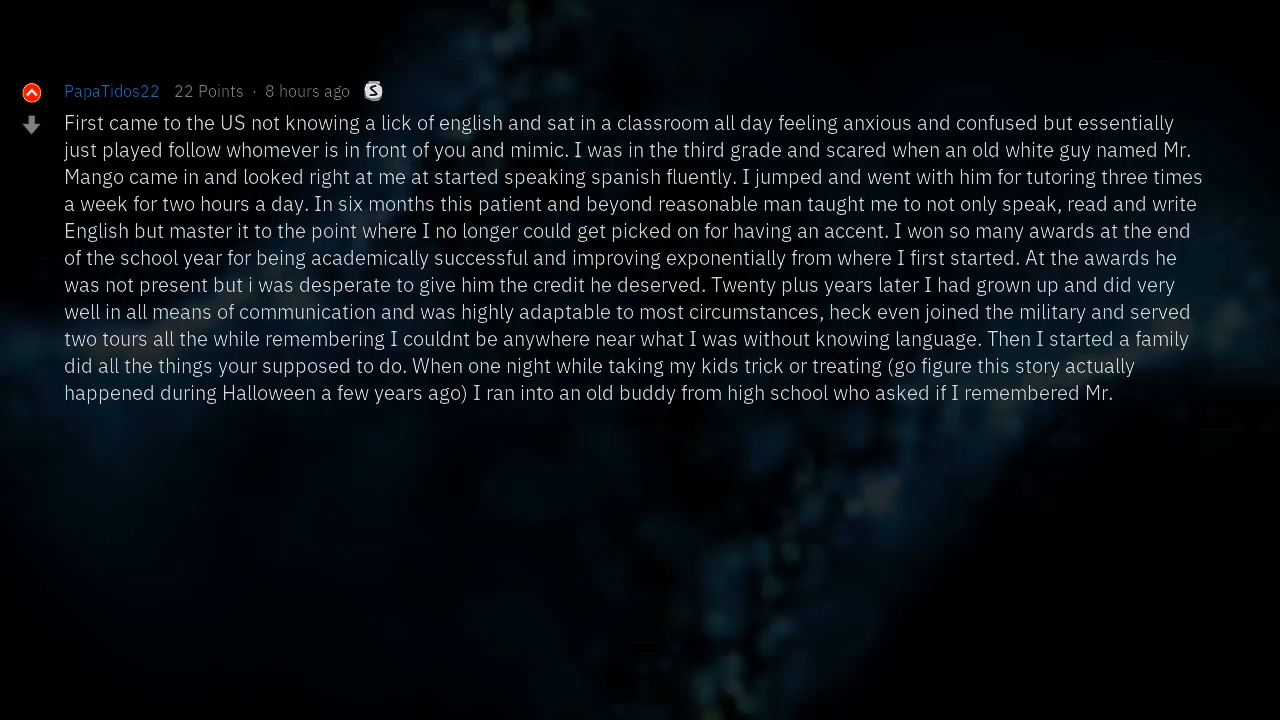 PapaTidos22 22 Points · 8 hours ago
First came to the US not knowing a lick of english and sat in a classroom all day feeling anxious and confused but essentially
just played follow whomever is in front of you and mimic. I was in the third grade and scared when an old white guy named Mr.
Mango came in and looked right at me at started speaking spanish fluently. I jumped and went with him for tutoring three times
a week for two hours a day. In six months this patient and beyond reasonable man taught me to not only speak, read and write
English but master it to the point where I no longer could get picked on for having an accent. I won so many awards at the end
of the school year for being academically successful and improving exponentially from where I first started. At the awards he
was not present but i was desperate to give him the credit he deserved. Twenty plus years later I had grown up and did very
well in all means of communication and was highly adaptable to most circumstances, heck even joined the military and served
two tours all the while remembering I couldnt be anywhere near what I was without knowing language. Then I started a family
did all the things your supposed to do. When one night while taking my kids trick or treating (go figure this story actually
happened during Halloween a few years ago) I ran into an old buddy from high school who asked if I remembered Mr.